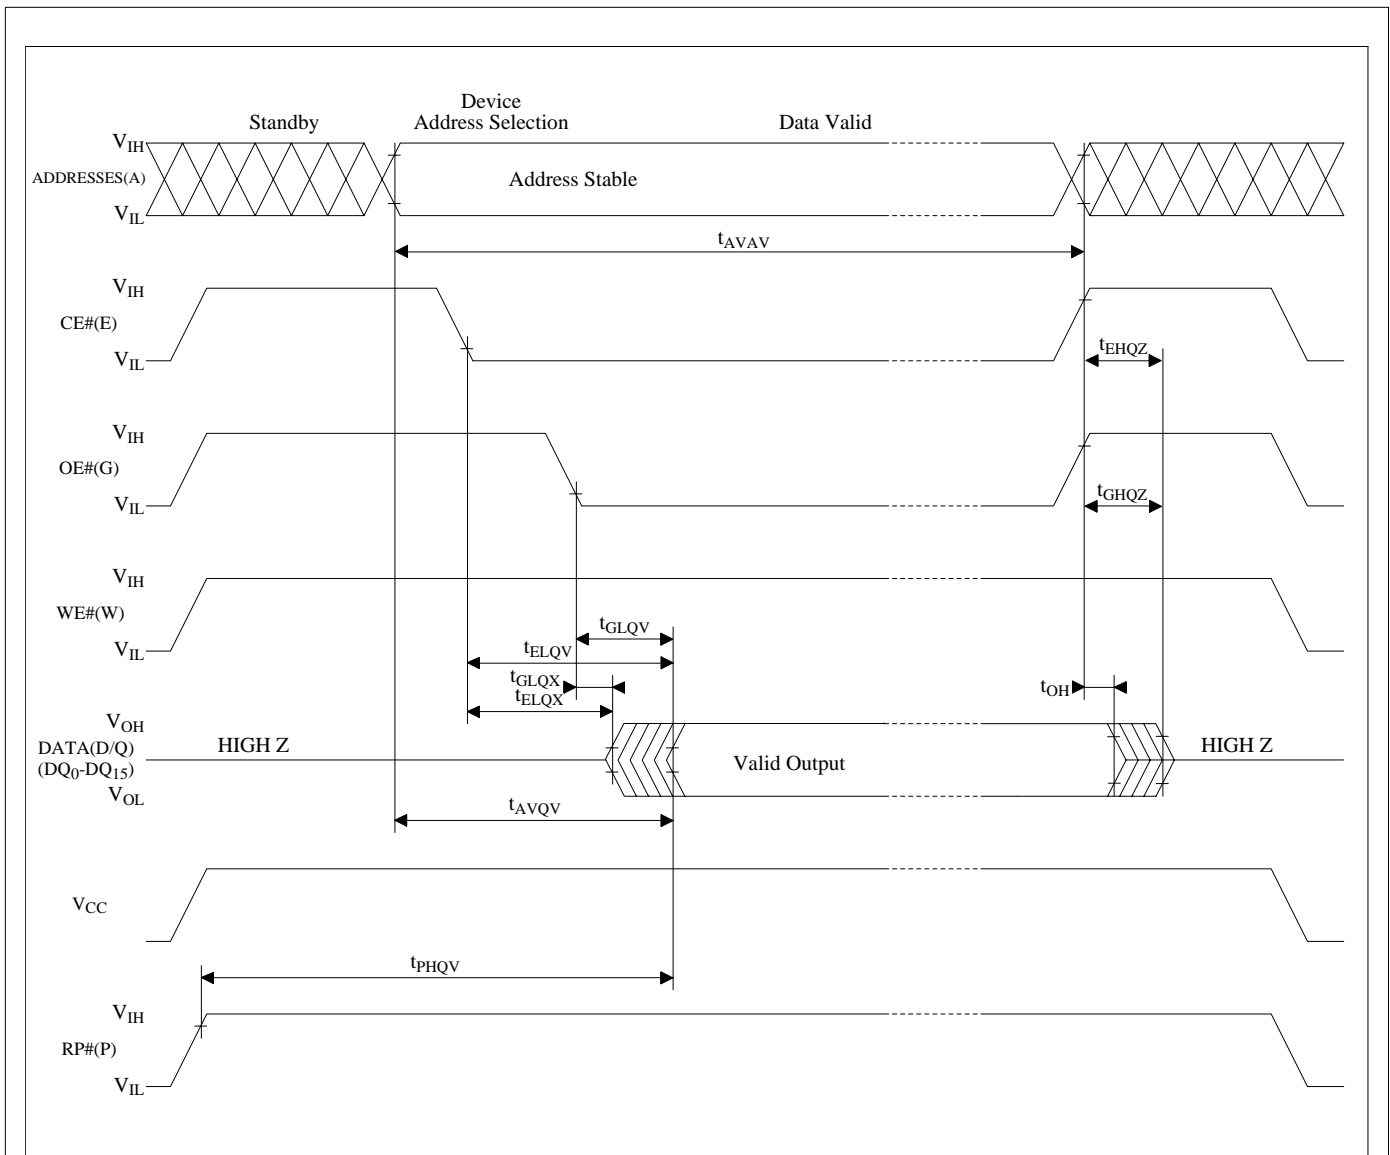 Device
Standby Address Selection Data Valid
VIH
ADDRESSES(A) Address Stable
VIL
tAVAV
VIH
CE#(E)
tEHQZ
VIL
VIH
OE#(G)
tGHQZ
VIL
VIH
WE#(W)
tGLQV
VIL
tELQV
tGLQX
tOH
tELQX
VOH
DATA(D/Q) HIGH Z HIGH Z
(DQ0-DQ15) Valid Output
VOL
tAVQV
VCC
tPHQV
VIH
RP#(P)
VIL